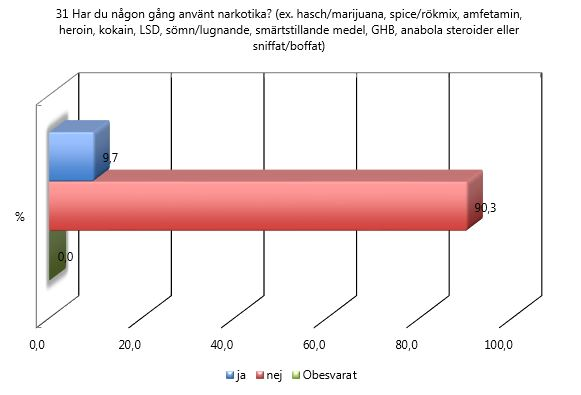 31 Har du någon gång använt narkotika? (ex. hasch/marijuana, spice/rökmix, amfetamin,
heroin, kokain, LSD, sömn/lugnande, smärtstillande medel, GHB, anabola steroider eller
sniffat/boffat)
9,7
90,3
%
0,0
0,0 20,0 40,0 60,0 80,0 100,0
ja nej Obesvarat